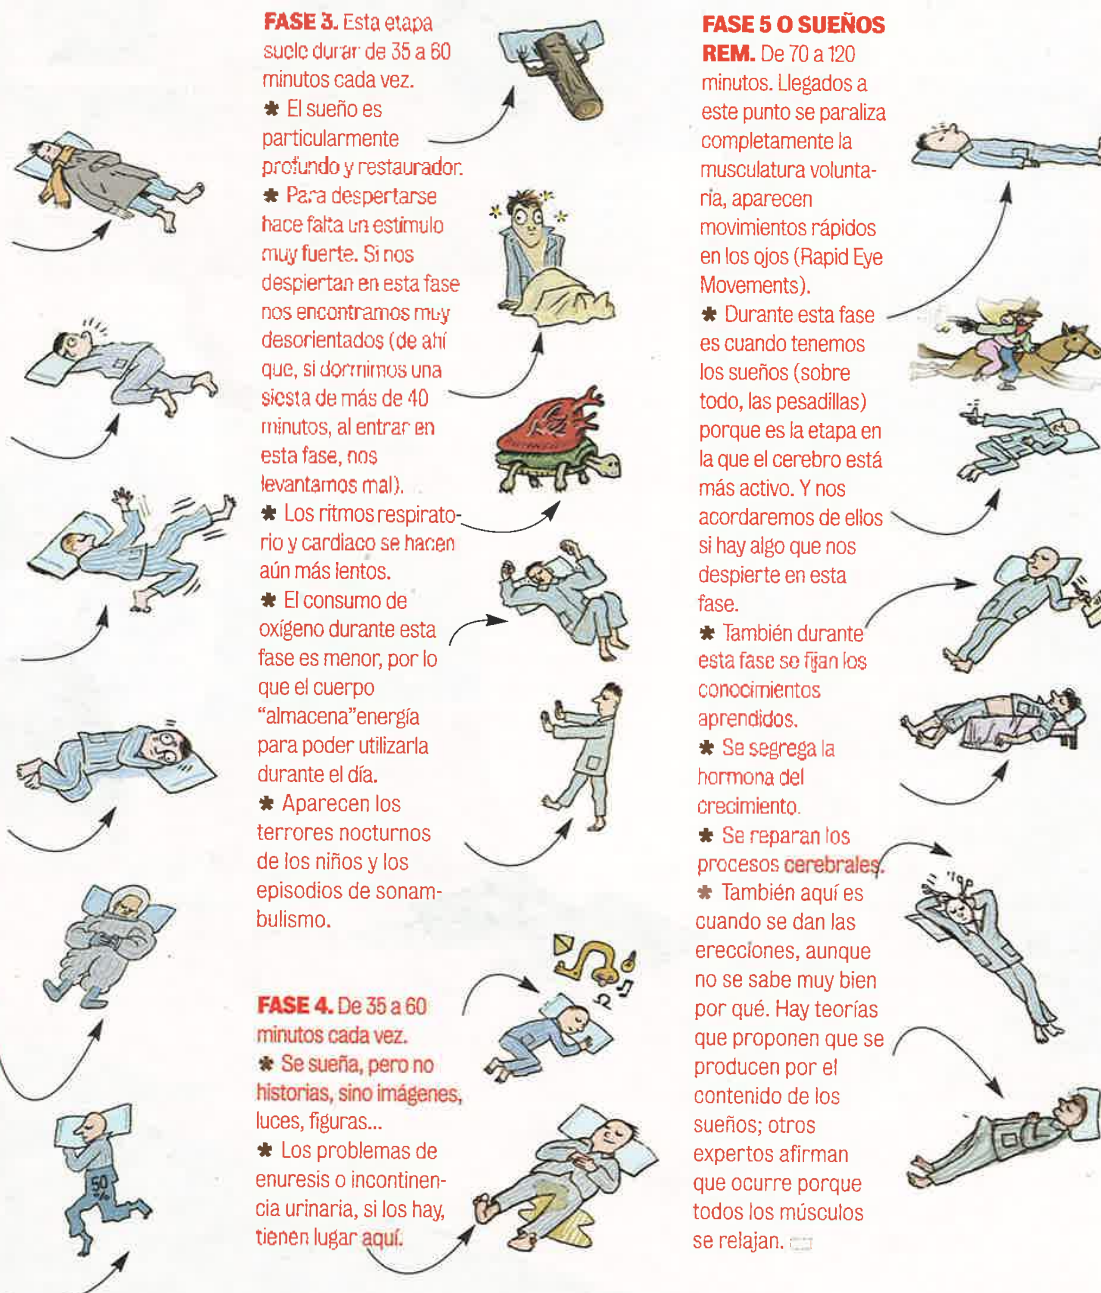 FASE 3. Esta etapa
suele durar de 35 a 60
minutos cada vez.
* El sueño es
particularmente
profundo y restaurador.
* Para despertarse
hace falta un estímulo
muy fuerte. Si nos
despiertan en esta fase
nos encontramos muy
desorientados (de ahí
que, si dormimos una
siesta de más de 40
minutos, al entrar en
esta fase, nos
levantamos mal).
* Los ritmos respirato-
rio y cardiaco se hacen
aún más lentos.
* El consumo de
oxígeno durante esta
fase es menor, por lo
que el cuerpo
"almacena"energía
para poder utilizarla
durante el día.
* Aparecen los
terrores nocturnos
de los niños y los
episodios de sonam-
bulismo.
FASE 4. De 35 a 60
minutos cada vez.
* Se sueña, pero no
historias, sino imágenes,
luces, figuras...
* Los problemas de
enuresis o incontinen-
cia urinaria, si los hay,
tienen lugar aquí.
FASE 5 O SUEÑOS
REM. De 70 a 120
minutos. Llegados a
este punto se paraliza
completamente la
musculatura volunta-
ria, aparecen
movimientos rápidos
en los ojos (Rapid Eye
Movements).
* Durante esta fase
es cuando tenemos
los sueños (sobre
todo, las pesadillas)
porque es la etapa en
la que el cerebro está
más activo. Y nos
acordaremos de ellos
si hay algo que nos
despierte en esta
fase.
* También durante
esta fase se fijan los
conocimientos
aprendidos.
* Se segrega la
hormona del
crecimiento.
* Se reparan los
procesos cerebrales.
* También aquí es
cuando se dan las
erecciones, aunque
no se sabe muy bien
por qué. Hay teorías
que proponen que se
producen por el
contenido de los
sueños; otros
expertos afirman
que ocurre porque
todos los músculos
se relajan.
50
%